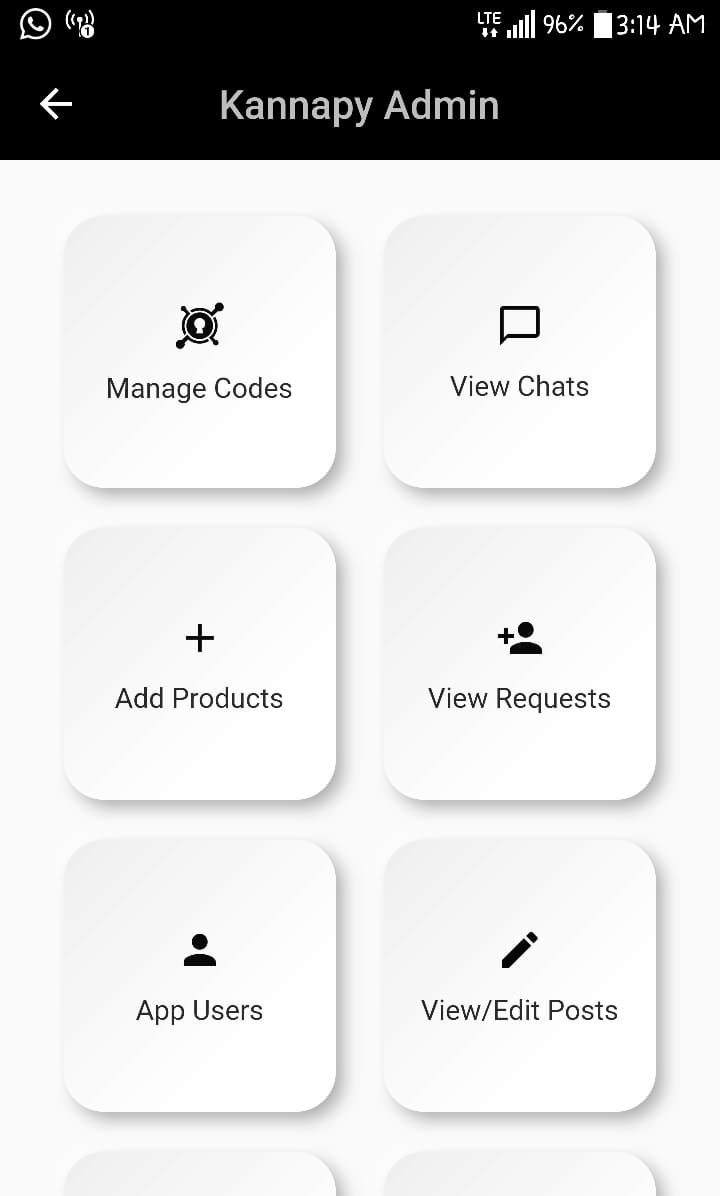 1
LTE 96% 3:14 AM
Kannapy Admin
Manage Codes
View Chats
Add Products
View Requests
App Users
View/Edit Posts